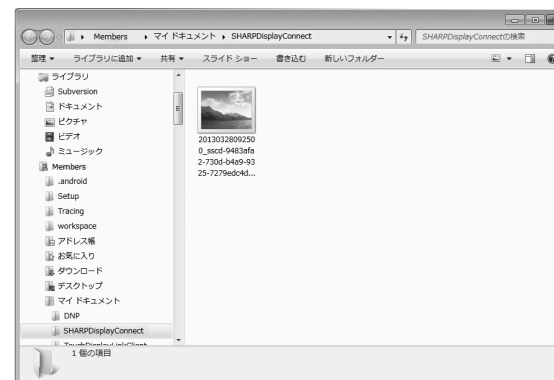 Members ▸ マイ ドキュメント ▸ SHARPDisplayConnect
SHARPDisplayConnectの検索
整理 ▼ ライブラリに追加 ▼ 共有 ▼ スライド ショー 書き込む 新しいフォルダー
ライブラリ
Subversion
ドキュメント
ピクチャ
ビデオ
ミュージック
Members
.android
Setup
Tracing
workspace
アドレス帳
お気に入り
ダウンロード
デスクトップ
マイ ドキュメント
DNP
SHARPDisplayConnect
TouchDisplayLinkClient
2013032809250
0_sscd-9483afa
2-730d-b4a9-93
25-7279edc4d...
1 個の項目